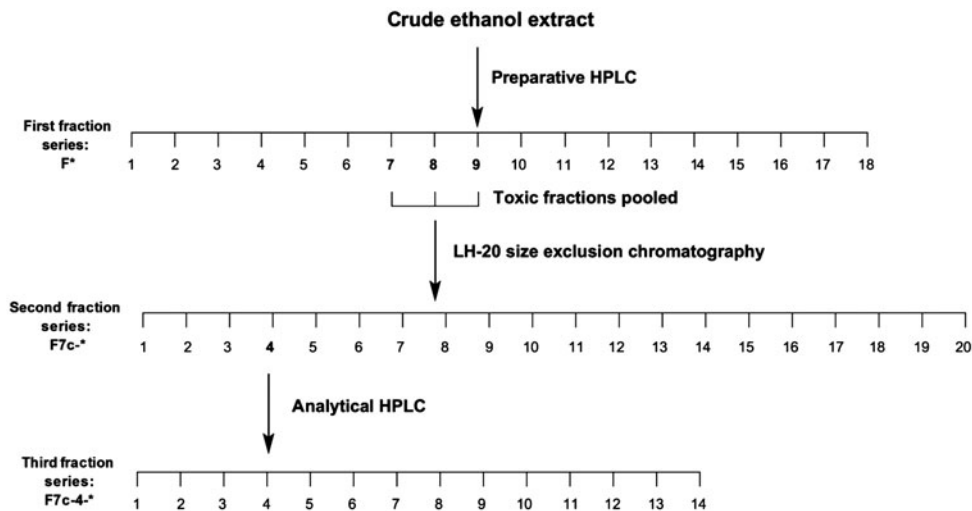 Crude ethanol extract
Preparative HPLC
First fraction
series:
F*
1 2 3 4 5 6 7 8 9 10 11 12 13 14 15 16 17 18
Toxic fractions pooled
LH-20 size exclusion chromatography
Second fraction
series:
F7c-*
1 2 3 4 5 6 7 8 9 10 11 12 13 14 15 16 17 18 19 20
Analytical HPLC
Third fraction
series:
F7c-4-*
1 2 3 4 5 6 7 8 9 10 11 12 13 14